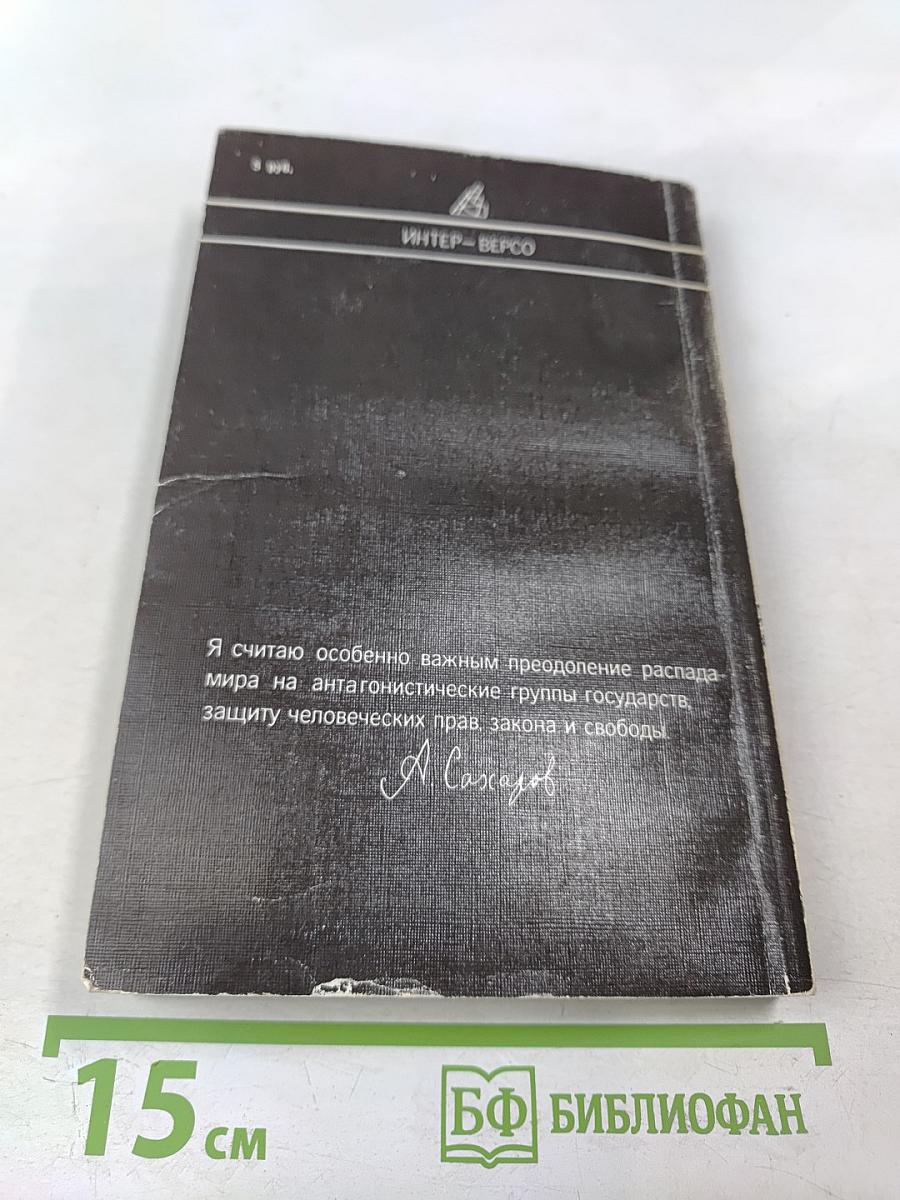 3 руб.
ИНТЕР-ВЕРСО
Я считаю особенно важным преодоление распада
мира на антагонистические группы государств,
защиту человеческих прав, закона и свободы.
А. Сахаров
15 см
БФ БИБЛИОФАН